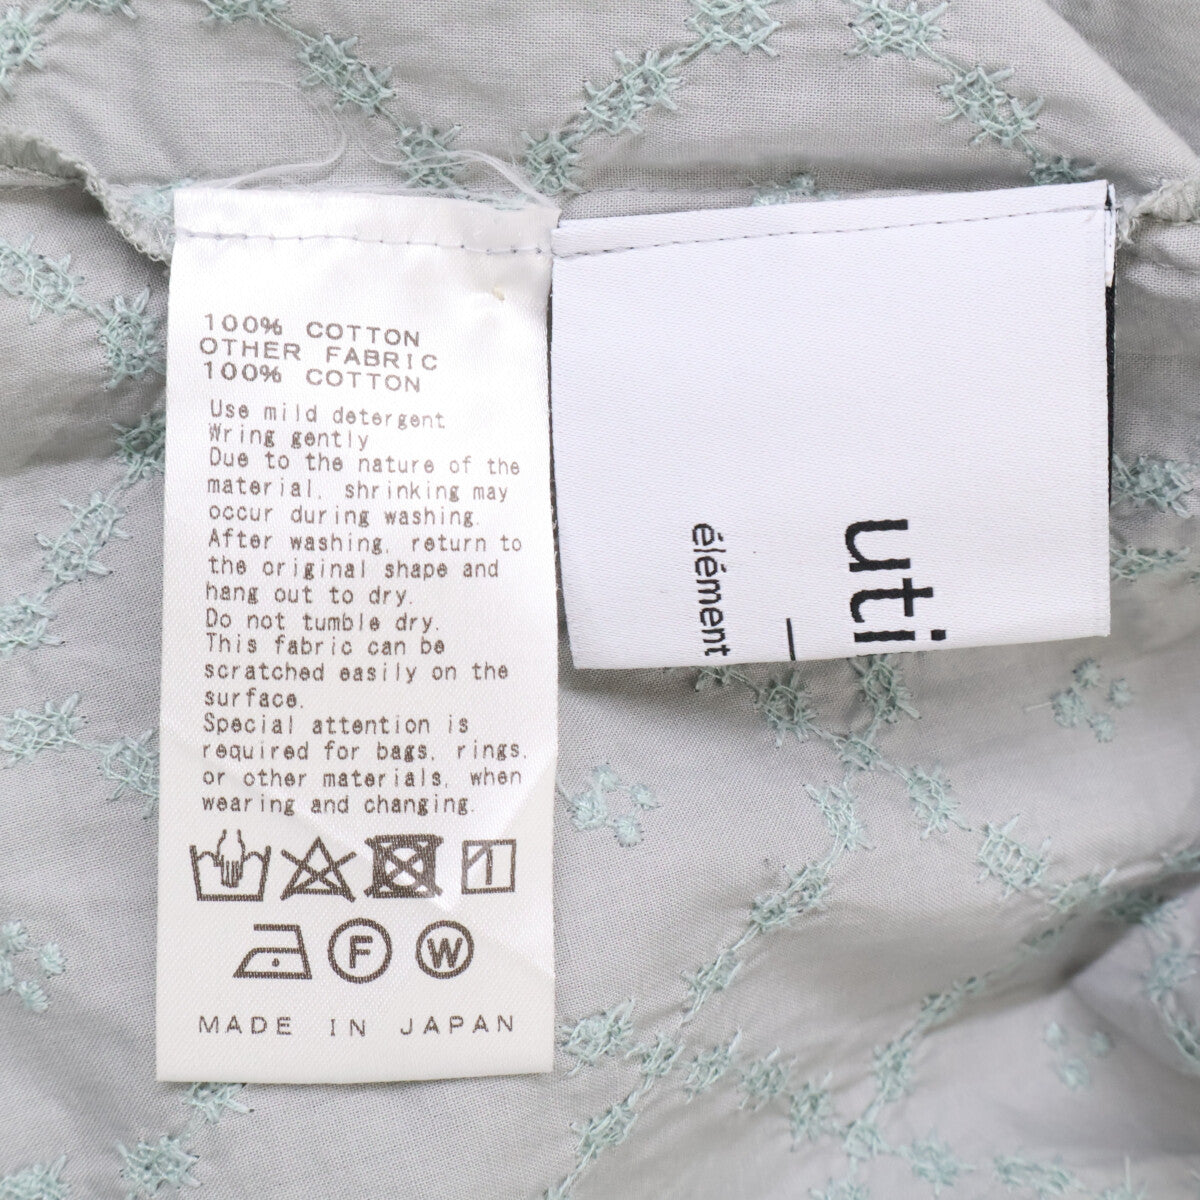 100% COTTON
OTHER FABRIC
100% COTTON
Use mild detergent
Wring gently
Due to the nature of the
material, shrinking may
occur during washing.
After washing, return to
the original shape and
hang out to dry.
Do not tumble dry.
This fabric can be
scratched easily on the
surface.
Special attention is
required for bags, rings,
or other materials, when
wearing and changing.
F W
MADE IN JAPAN
uti
élément